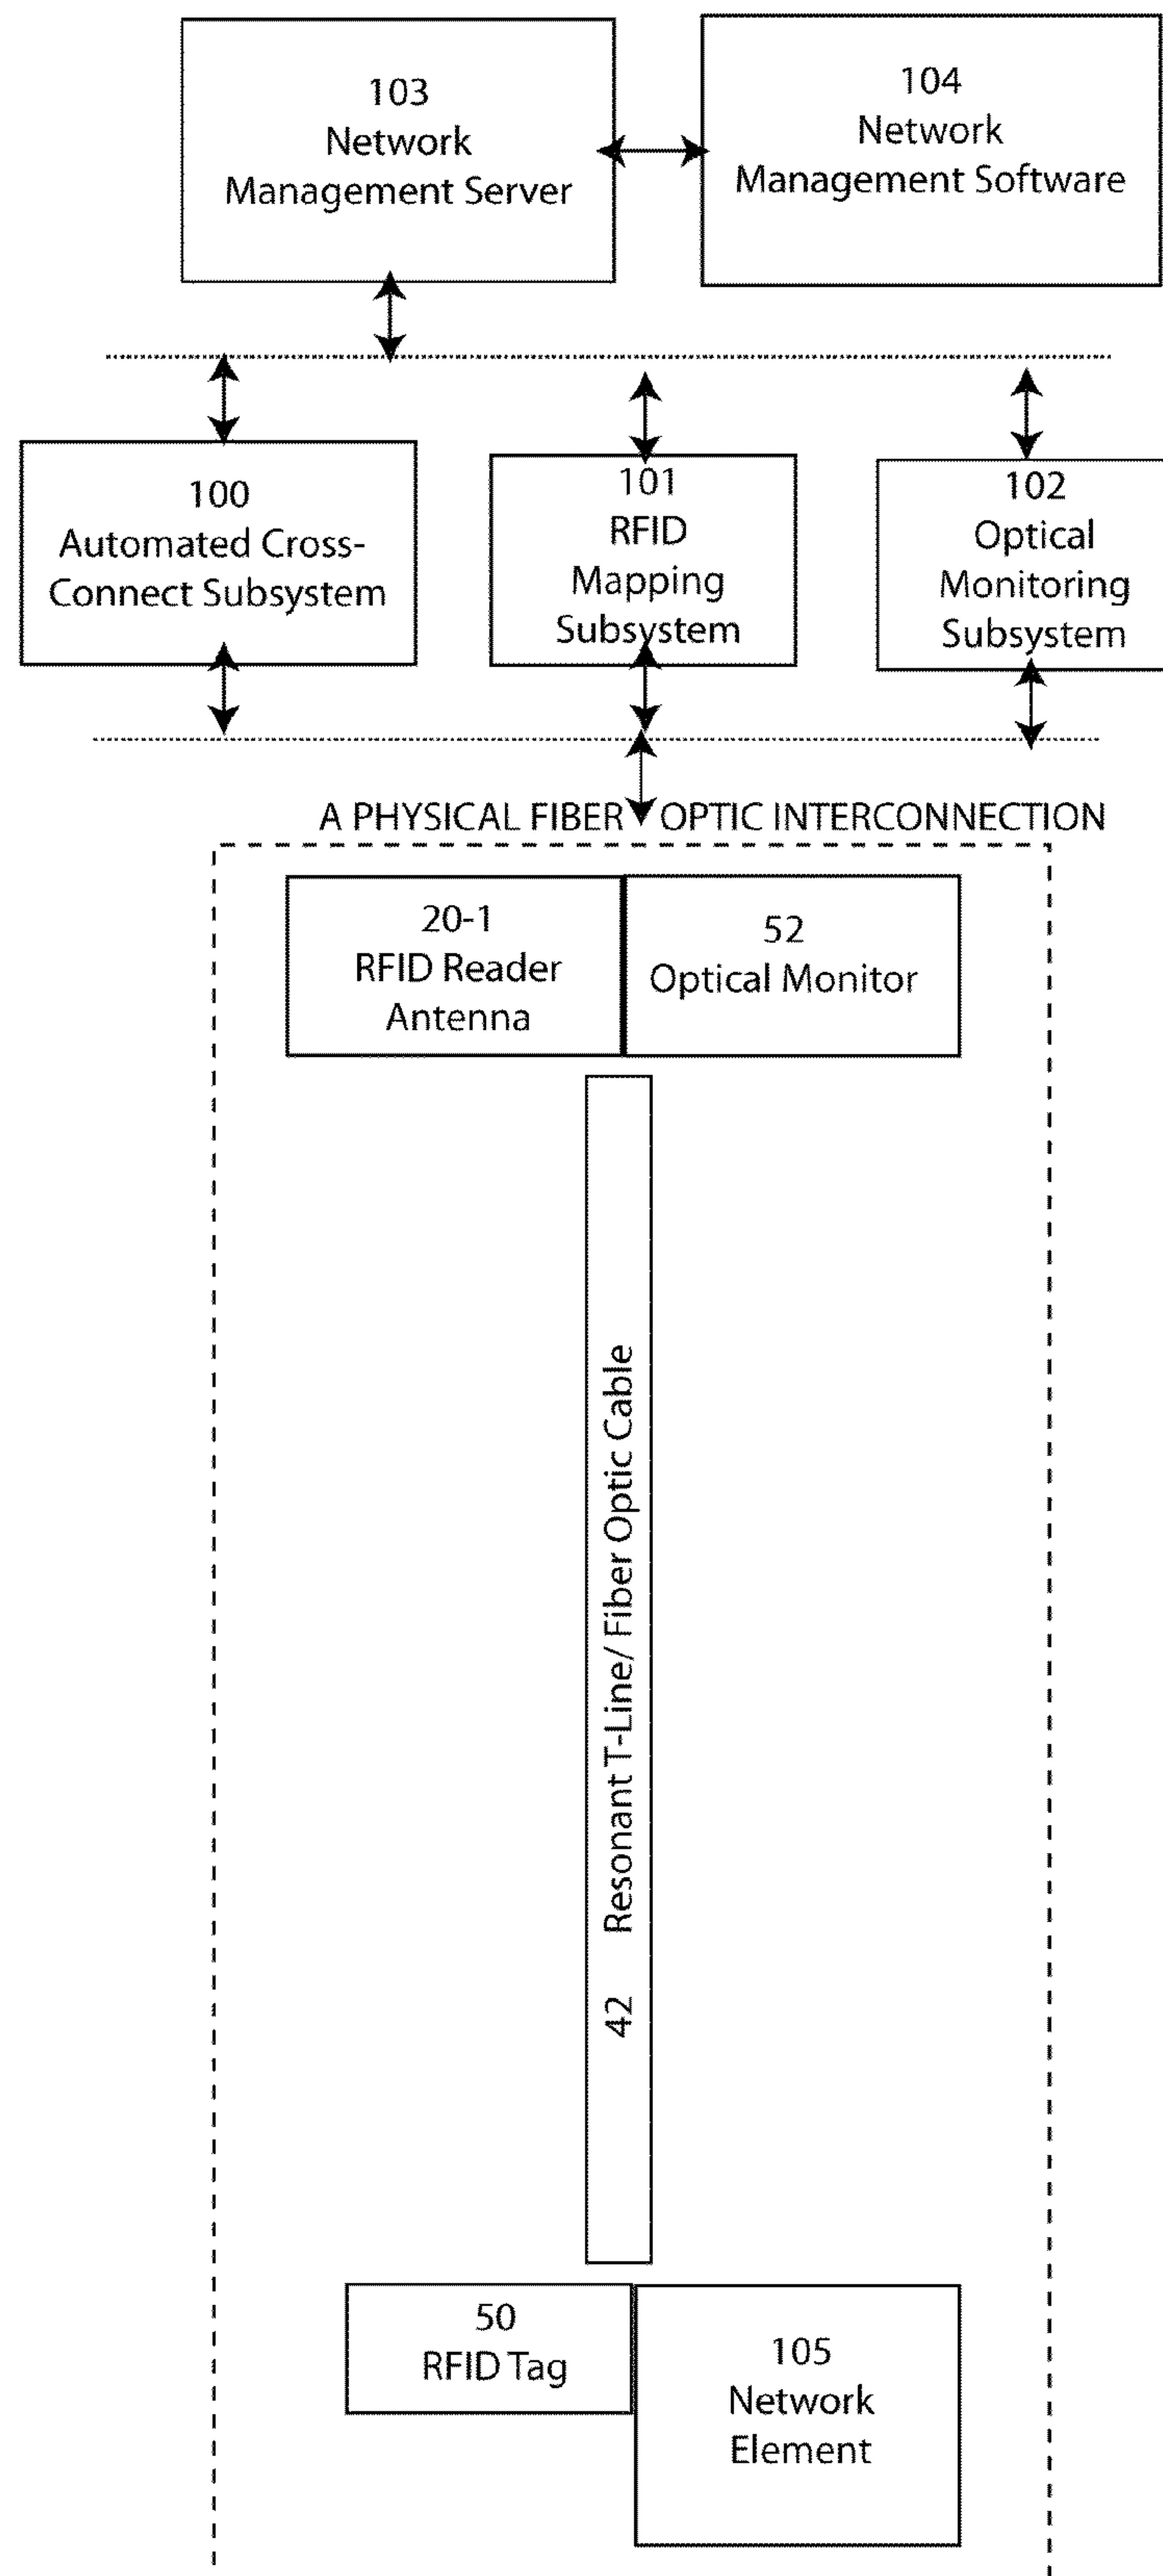 103
Network
Management Server
104
Network
Management Software
100
Automated Cross-
Connect Subsystem
101
RFID
Mapping
Subsystem
102
Optical
Monitoring
Subsystem
A PHYSICAL FIBER OPTIC INTERCONNECTION
20-1
RFID Reader
Antenna
52
Optical Monitor
42 Resonant T-Line/ Fiber Optic Cable
50
RFID Tag
105
Network
Element